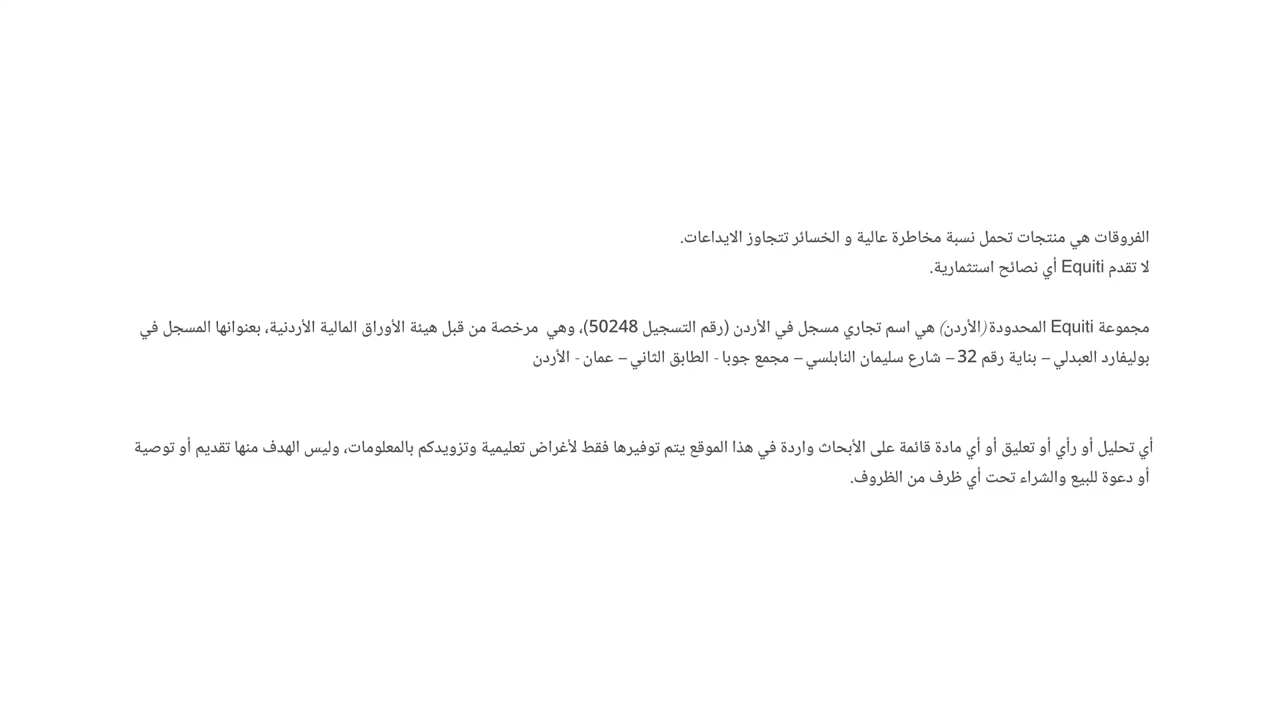 الفروقات هي منتجات تحمل نسبة مخاطرة عالية و الخسائر تتجاوز الايداعات.
لا تقدم Equiti أي نصائح استثمارية.
مجموعة Equiti المحدودة (الأردن) هي اسم تجاري مسجل في الأردن (رقم التسجيل 50248)، وهي مرخصة من قبل هيئة الأوراق المالية الأردنية، بعنوانها المسجل في
بوليفارد العبدلي – بناية رقم 32 – شارع سليمان النابلسي – مجمع جوبا - الطابق الثاني – عمان - الأردن
أي تحليل أو رأي أو تعليق أو أي مادة قائمة على الأبحاث واردة في هذا الموقع يتم توفيرها فقط لأغراض تعليمية وتزويدكم بالمعلومات، وليس الهدف منها تقديم أو توصية
أو دعوة للبيع والشراء تحت أي ظرف من الظروف.